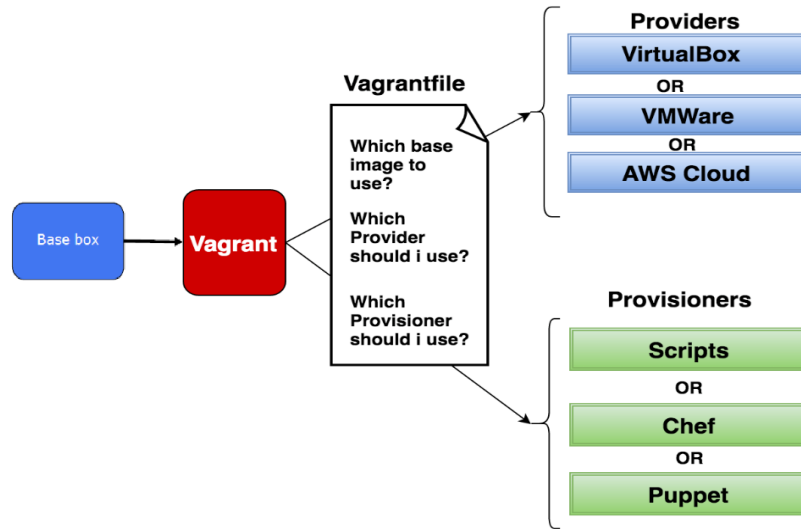 Base box
Vagrant
Vagrantfile
Which base
image to
use?
Which
Provider
should i use?
Which
Provisioner
should i use?
Providers
VirtualBox
OR
VMWare
OR
AWS Cloud
Provisioners
Scripts
OR
Chef
OR
Puppet